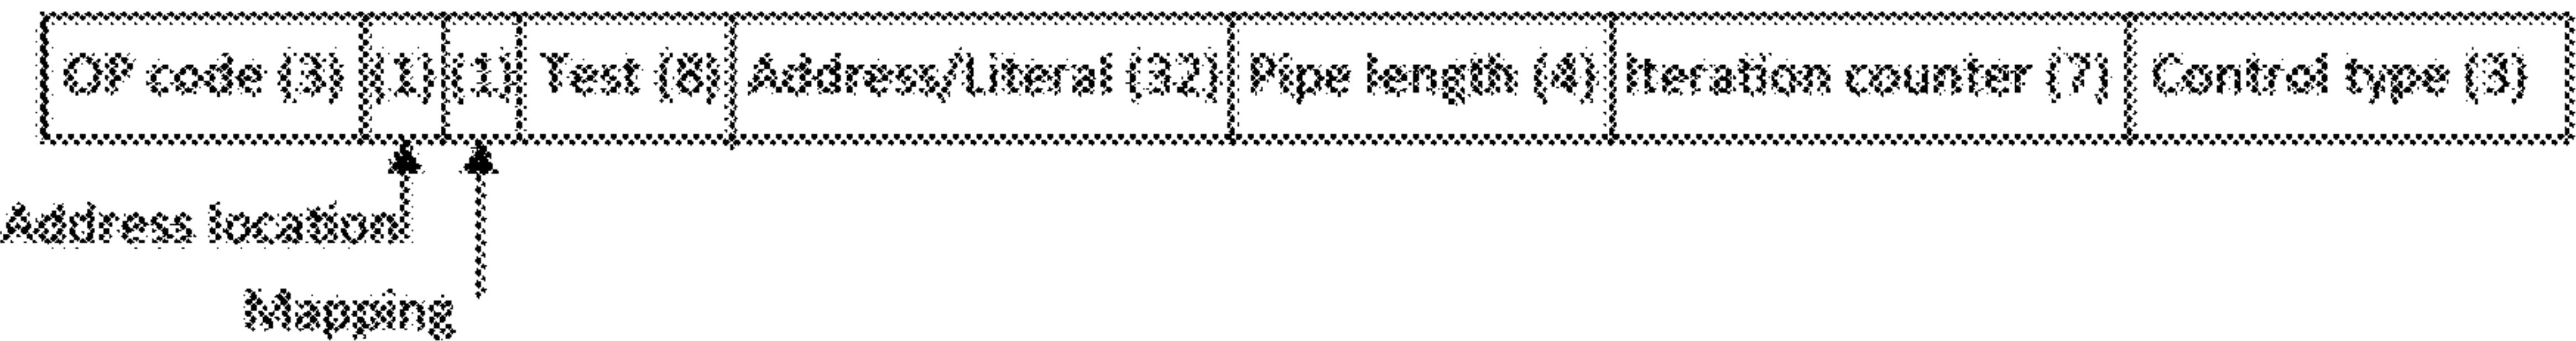 OP code (3) (1) (1) Test (8) Address/Literal (32) Pipe length (4) Iteration counter (7) Control type (3)
Address location
Mapping